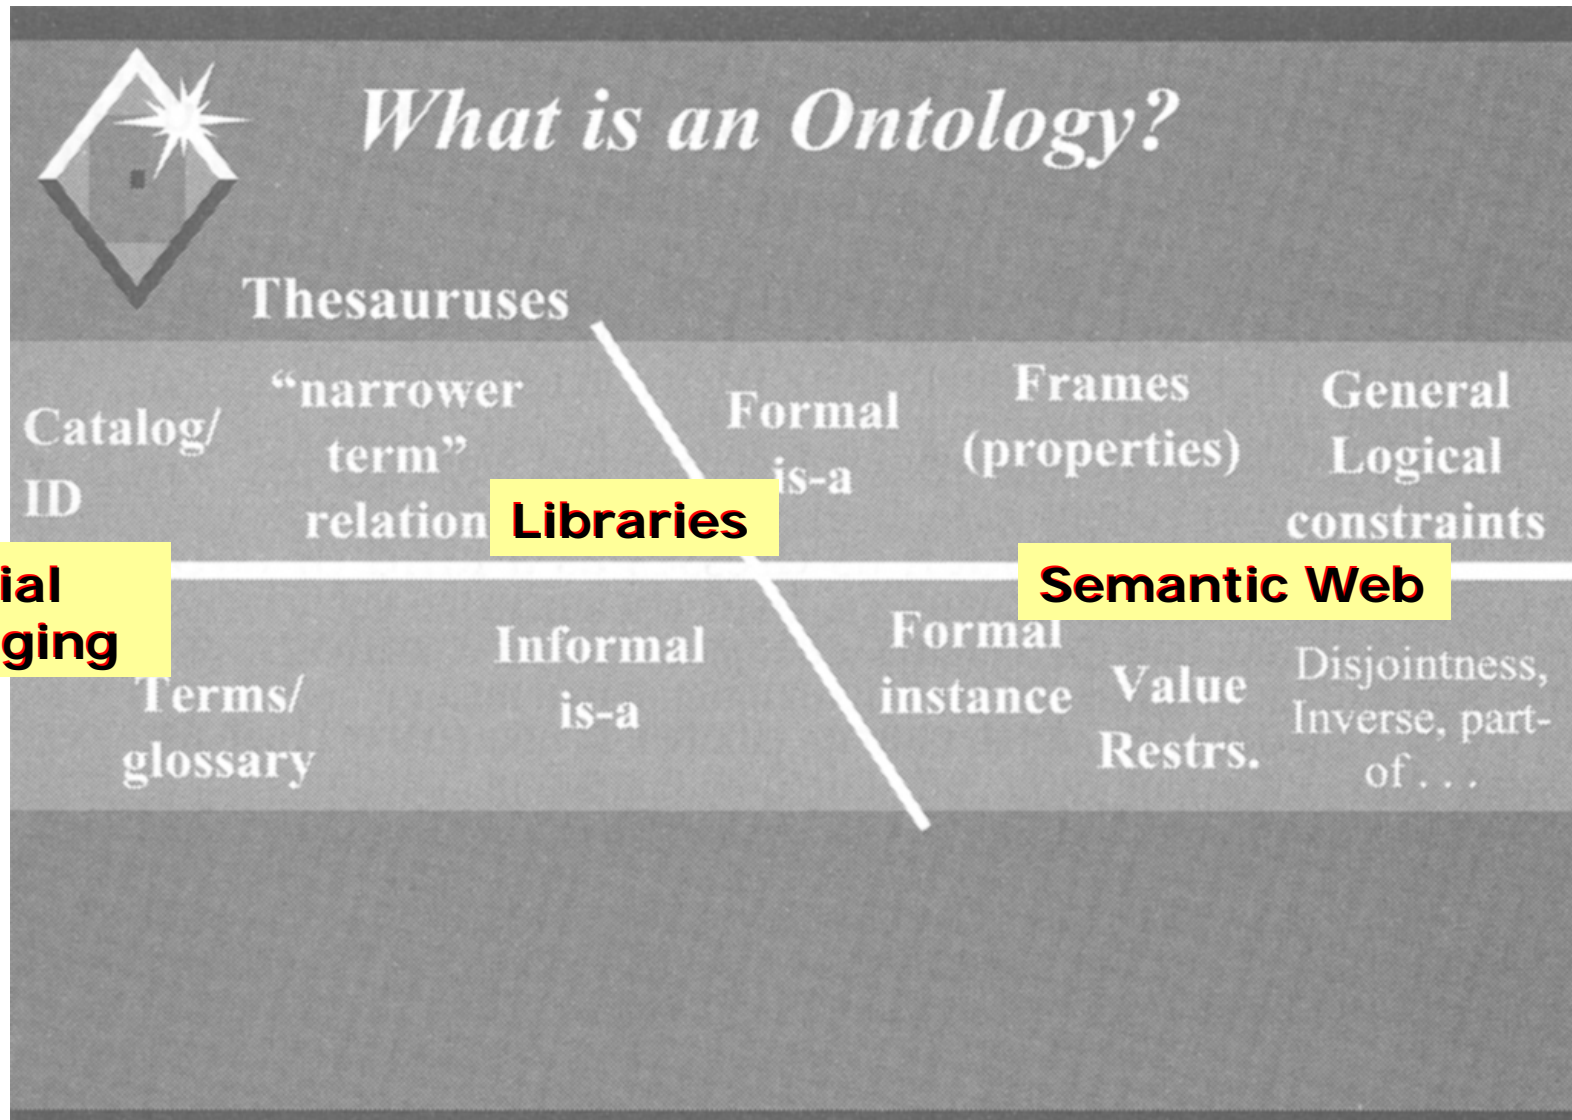 What is an Ontology?
Thesauruses
Catalog/
ID
“narrower
term”
relation
Formal
is-a
Frames
(properties)
General
Logical
constraints
Libraries
Semantic Web
ial
ging
Terms/
glossary
Informal
is-a
Formal
instance
Value
Restrs.
Disjointness,
Inverse, part-
of . . .